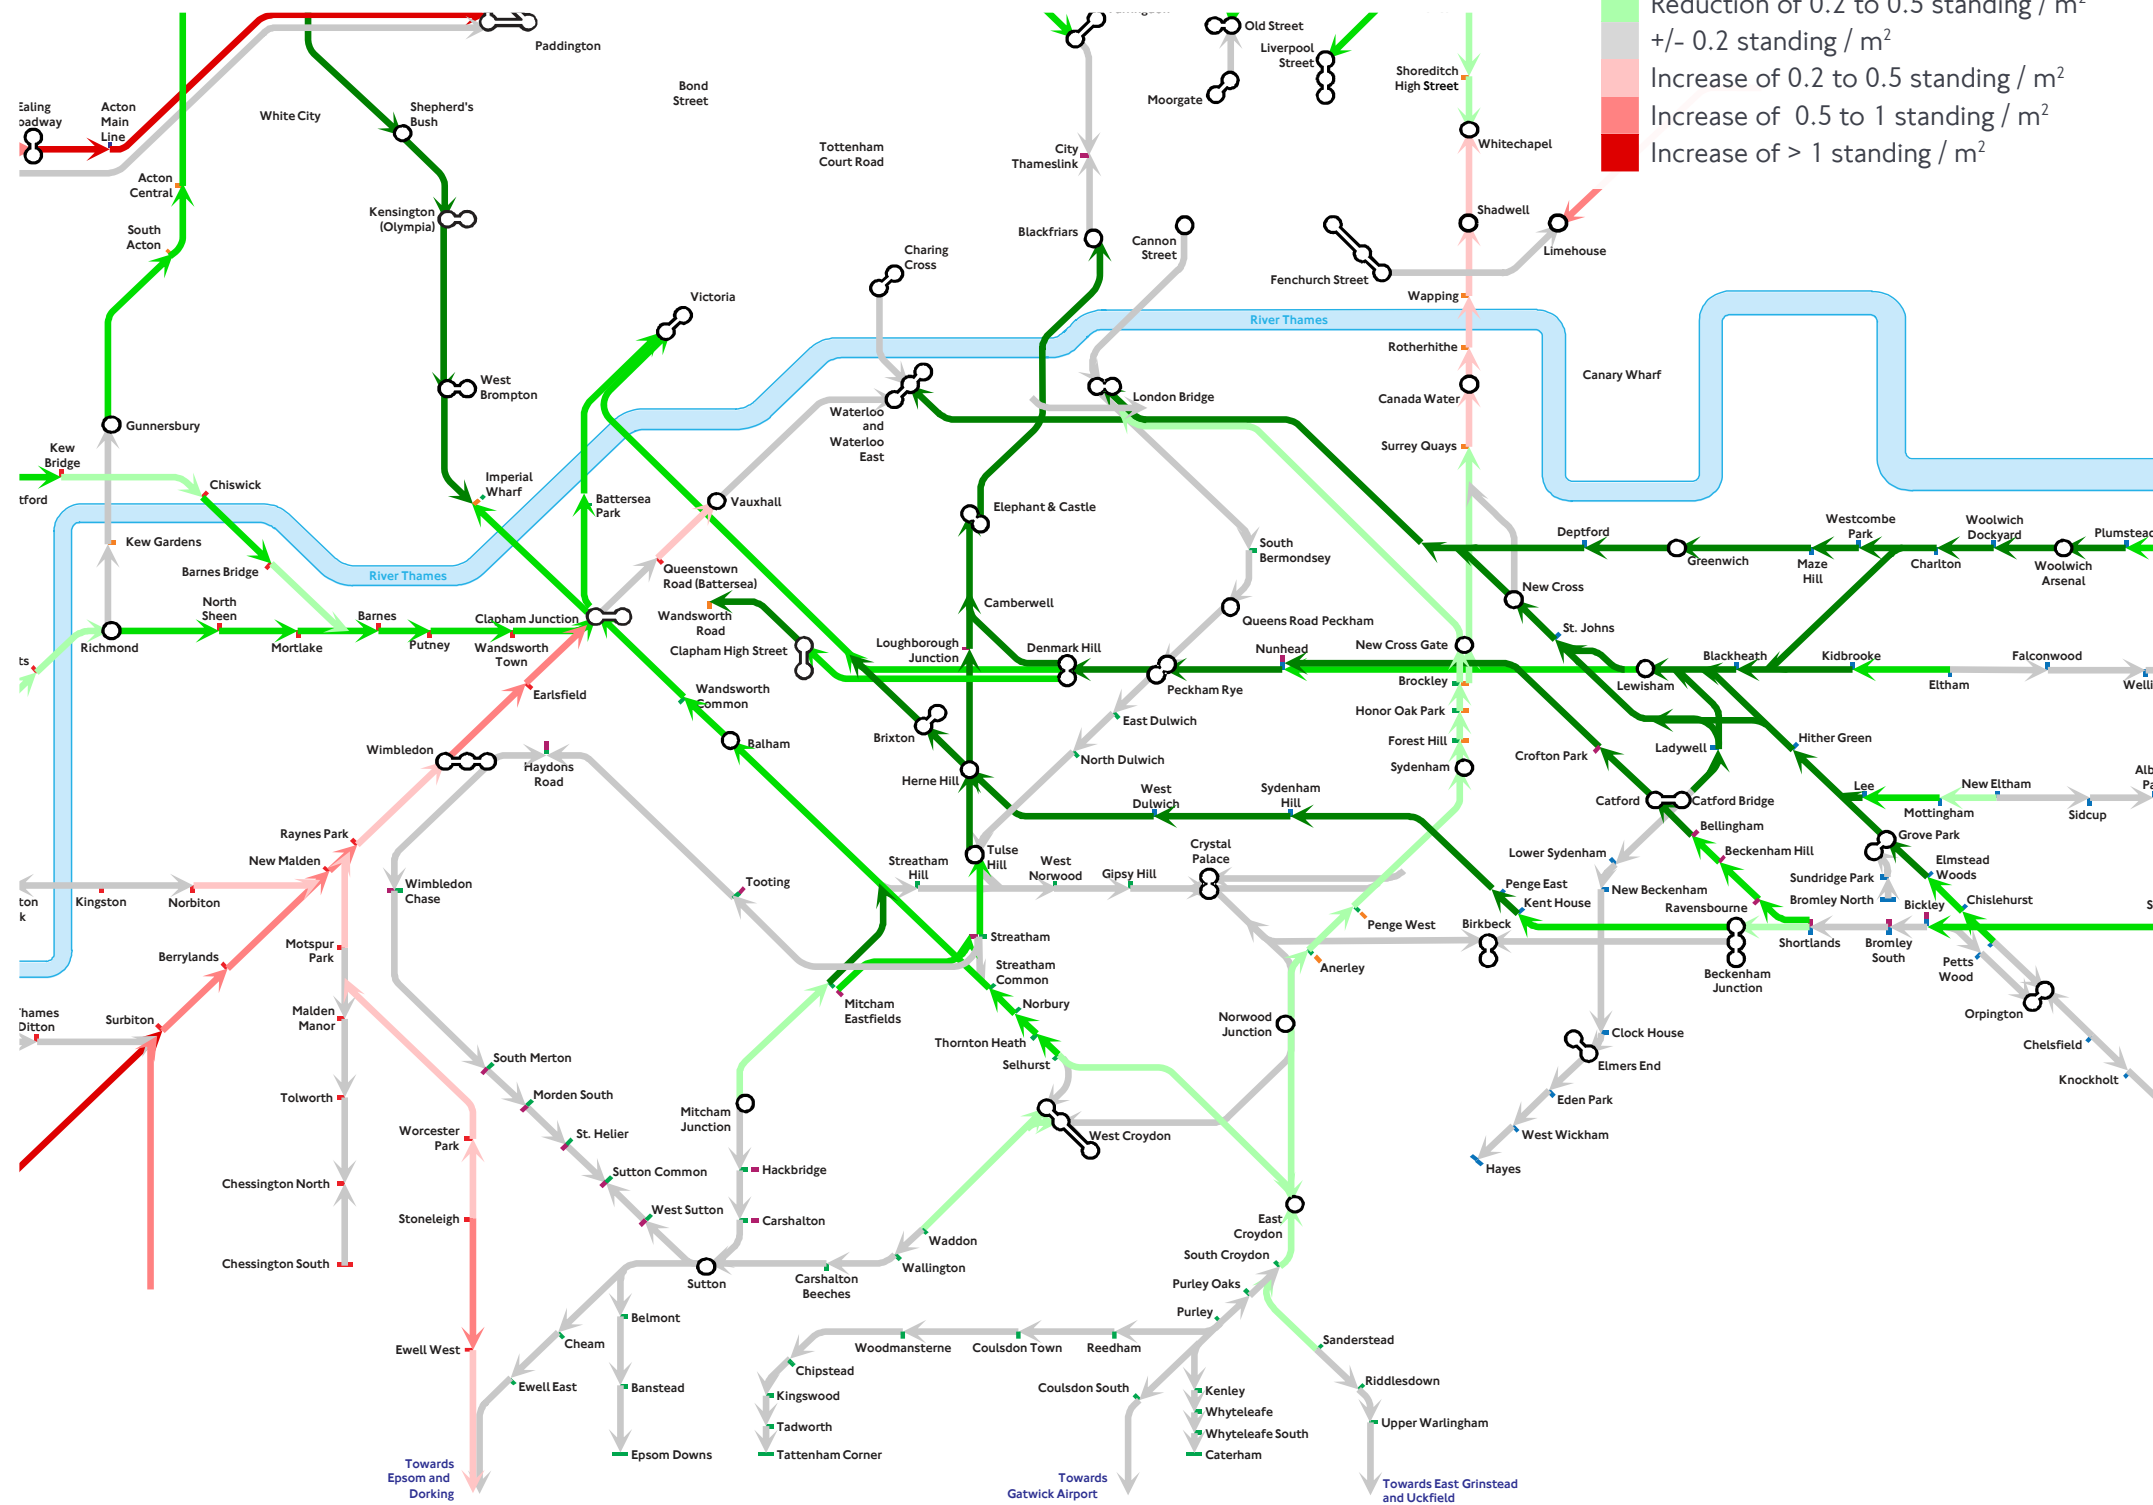 Reduction of 0.2 to 0.5 standing / m²
+/- 0.2 standing / m²
Increase of 0.2 to 0.5 standing / m²
Increase of  0.5 to 1 standing / m²
Increase of > 1 standing / m²
Paddington
Old Street
Liverpool
Street
Moorgate
Shoreditch
High Street
Whitechapel
Bond
Street
Acton
Main
Line
White City
Shepherd's
Bush
Tottenham
Court Road
City
Thameslink
Acton
Central
South
Acton
Kensington
(Olympia)
Blackfriars
Cannon
Street
Charing
Cross
Shadwell
Limehouse
Fenchurch Street
Wapping
Victoria
River Thames
Rotherhithe
Canary Wharf
West
Brompton
Canada Water
London Bridge
Waterloo
and
Waterloo
East
Gunnersbury
Surrey Quays
Kew
Bridge
Chiswick
Imperial
Wharf
Battersea
Park
Vauxhall
Elephant & Castle
tford
Kew Gardens
Barnes Bridge
River Thames
Queenstown
Road (Battersea)
South
Bermondsey
Deptford
Westcombe
Park
Woolwich
Dockyard
Plumstead
Greenwich
Maze
Hill
Charlton
Woolwich
Arsenal
New Cross
North
Sheen
Barnes
Clapham Junction
Wandsworth
Road
Camberwell
Queens Road Peckham
St. Johns
Richmond
Mortlake
Putney
Wandsworth
Town
Clapham High Street
Loughborough
Junction
Denmark Hill
Nunhead
New Cross Gate
Blackheath
Kidbrooke
Falconwood
Peckham Rye
Brockley
Lewisham
Eltham
Welli
ts
Earlsfield
Wandsworth
Common
East Dulwich
Honor Oak Park
Wimbledon
Haydons
Road
Balham
Brixton
North Dulwich
Forest Hill
Crofton Park
Ladywell
Hither Green
Herne Hill
Sydenham
West
Dulwich
Sydenham
Hill
Catford
Catford Bridge
Lee
Mottingham
New Eltham
Sidcup
Raynes Park
New Malden
Bellingham
Grove Park
Streatham
Hill
Tulse
Hill
West
Norwood
Gipsy Hill
Crystal
Palace
Lower Sydenham
Beckenham Hill
Elmstead
Woods
Sundridge Park
Kingston
Norbiton
Wimbledon
Chase
Tooting
Penge East
Kent House
New Beckenham
Ravensbourne
Bromley North
Bickley
Chislehurst
Motspur
Park
Berrylands
Streatham
Penge West
Birkbeck
Shortlands
Bromley
South
Petts
Wood
Streatham
Common
Anerley
Beckenham
Junction
Thames
Ditton
Surbiton
Malden
Manor
Mitcham
Eastfields
Norbury
Norwood
Junction
Orpington
Thornton Heath
Clock House
Chelsfield
South Merton
Selhurst
Elmers End
Knockholt
Tolworth
Morden South
Eden Park
Mitcham
Junction
Worcester
Park
St. Helier
West Croydon
West Wickham
Chessington North
Sutton Common
Hackbridge
Hayes
Stoneleigh
West Sutton
Carshalton
East
Croydon
Waddon
Chessington South
Sutton
Carshalton
Beeches
Wallington
South Croydon
Purley Oaks
Belmont
Purley
Ewell West
Cheam
Woodmansterne
Coulsdon Town
Reedham
Sanderstead
Chipstead
Ewell East
Banstead
Kingswood
Coulsdon South
Kenley
Riddlesdown
Whyteleafe
Tadworth
Whyteleafe South
Upper Warlingham
Epsom Downs
Tattenham Corner
Caterham
Towards
Epsom and
Dorking
Towards
Gatwick Airport
Towards East Grinstead
and Uckfield